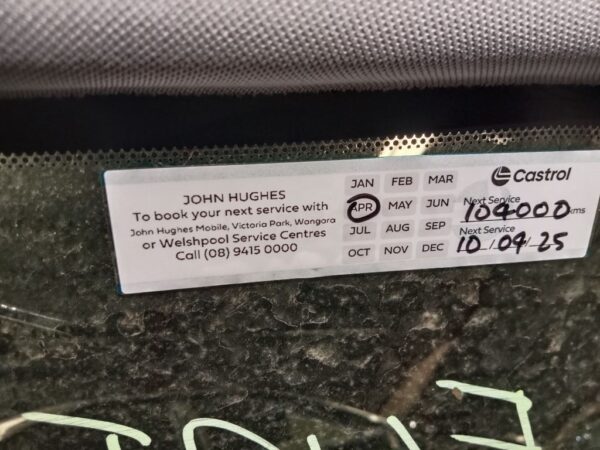 JOHN HUGHES
To book your next service with
John Hughes Mobile, Victoria Park, Wangara
or Welshpool Service Centres
Call (08) 9415 0000
JAN FEB MAR
APR MAY JUN
JUL AUG SEP
OCT NOV DEC
Castrol
Next Service
104000 kms
Next Service
10/04/25